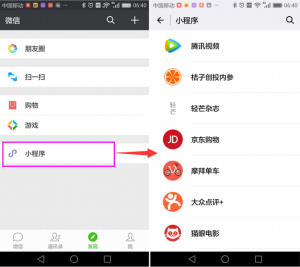 中国移动
06:40
微信
朋友圈
扫一扫
购物
游戏
小程序
微信
通讯录
发现
我
中国移动
06:40
小程序
腾讯视频
桔子创投内参
轻芒
轻芒杂志
JD
京东购物
摩拜单车
大众点评+
猫眼电影